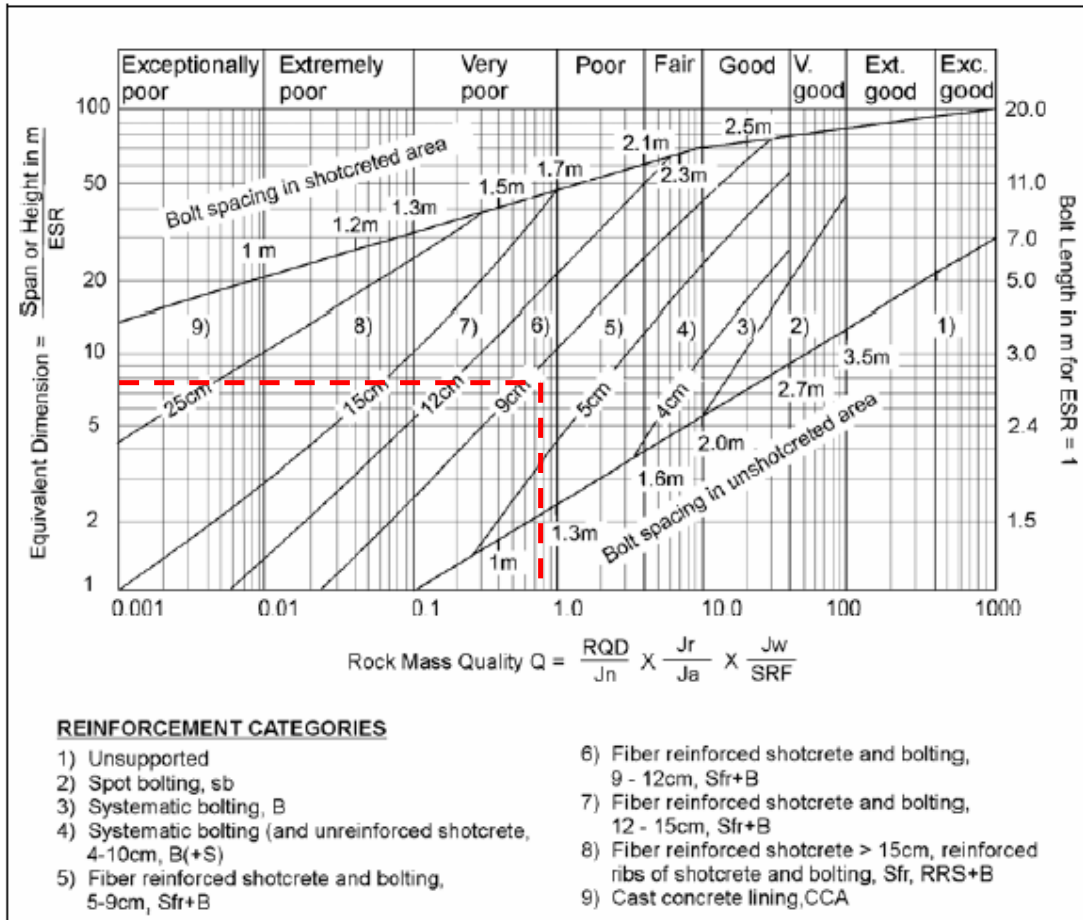 Exceptionally poor
Extremely poor
Very poor
Poor
Fair
Good
V. good
Ext. good
Exc. good
100
50
20
10
5
2
1
Equivalent Dimension = Span or Height in m
ESR
20.0
11.0
7.0
5.0
3.0
2.4
1.5
Bolt Length in m for ESR = 1
Bolt spacing in shotcreted area
1 m
1.2m
1.3m
1.5m
1.7m
2.1m
2.3m
2.5m
9)
8)
7)
6)
5)
4)
3)
2)
1)
25cm
15cm
12cm
9cm
5cm
4cm
3.5m
2.7m
2.0m
1.6m
1.3m
1m
Bolt spacing in unshotcreted area
0.001
0.01
0.1
1.0
10.0
100
1000
Rock Mass Quality Q = RQD/Jn X Jr/Ja X Jw/SRF
REINFORCEMENT CATEGORIES
1) Unsupported
2) Spot bolting, sb
3) Systematic bolting, B
4) Systematic bolting (and unreinforced shotcrete,
4-10cm, B(+S)
5) Fiber reinforced shotcrete and bolting,
5-9cm, Sfr+B
6) Fiber reinforced shotcrete and bolting,
9 - 12cm, Sfr+B
7) Fiber reinforced shotcrete and bolting,
12 - 15cm, Sfr+B
8) Fiber reinforced shotcrete > 15cm, reinforced
ribs of shotcrete and bolting, Sfr, RRS+B
9) Cast concrete lining,CCA